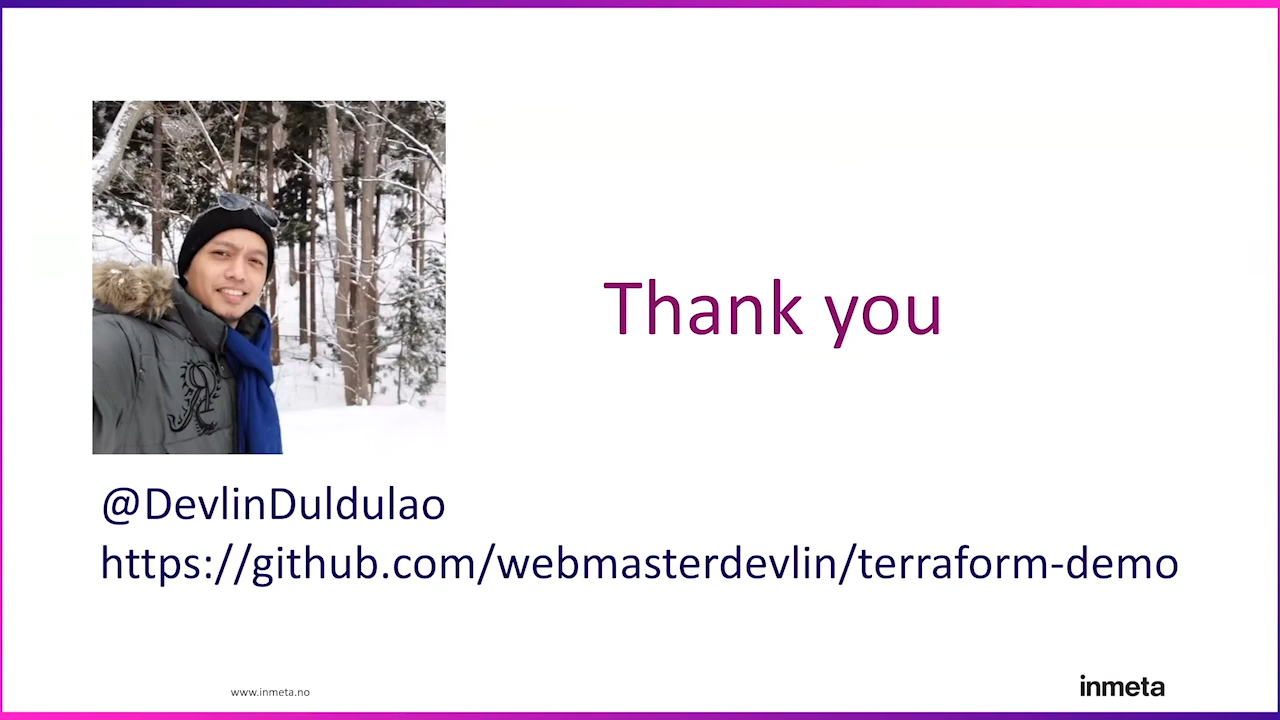 Thank you
@DevlinDuldulao
https://github.com/webmasterdevlin/terraform-demo
www.inmeta.no
inmeta